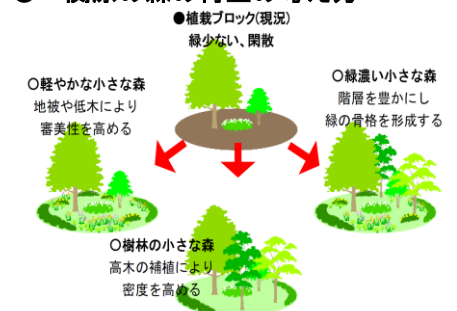 ●植栽ブロック(現況)
緑少ない、閑散
○軽やかな小さな森
地被や低木により
審美性を高める
○緑濃い小さな森
階層を豊かにし
緑の骨格を形成する
○樹林の小さな森
高木の補植により
密度を高める